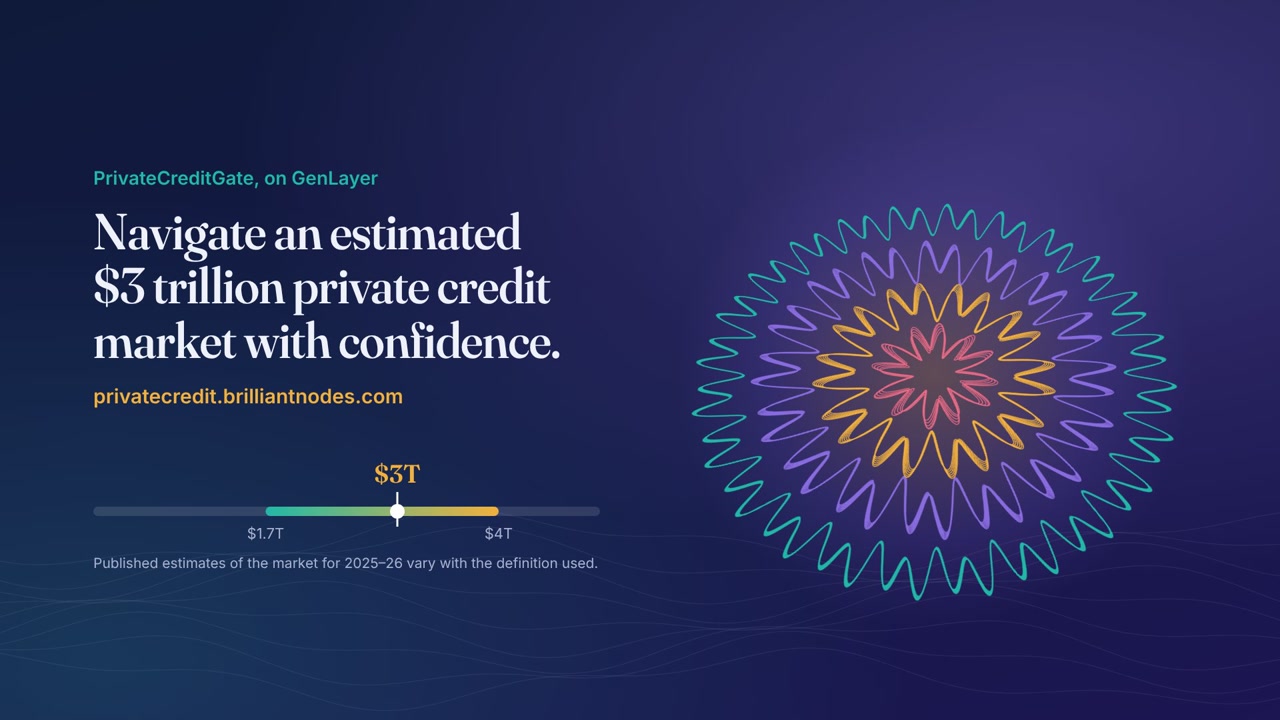 PrivateCreditGate, on GenLayer
Navigate an estimated
$3 trillion private credit
market with confidence.
privatecredit.brilliantnodes.com
$3T
$1.7T
$4T
Published estimates of the market for 2025–26 vary with the definition used.